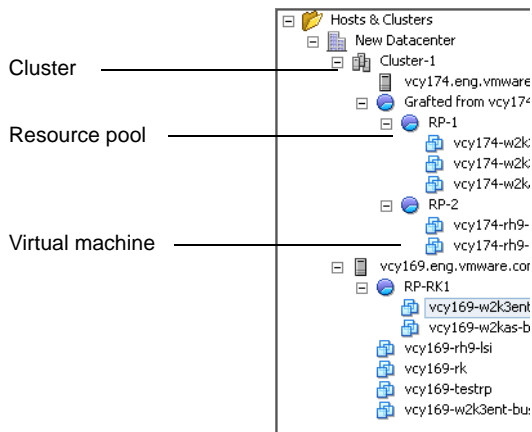 Hosts & Clusters
New Datacenter
Cluster
Cluster-1
vcy174.eng.vmware
Grafted from vcy174
Resource pool
RP-1
vcy174-w2k
vcy174-w2k
vcy174-w2k
RP-2
vcy174-rh9-
Virtual machine
vcy174-rh9-
vcy169.eng.vmware.com
RP-RK1
vcy169-w2k3ent
vcy169-w2kas-b
vcy169-rh9-lsi
vcy169-rk
vcy169-testrp
vcy169-w2k3ent-bus